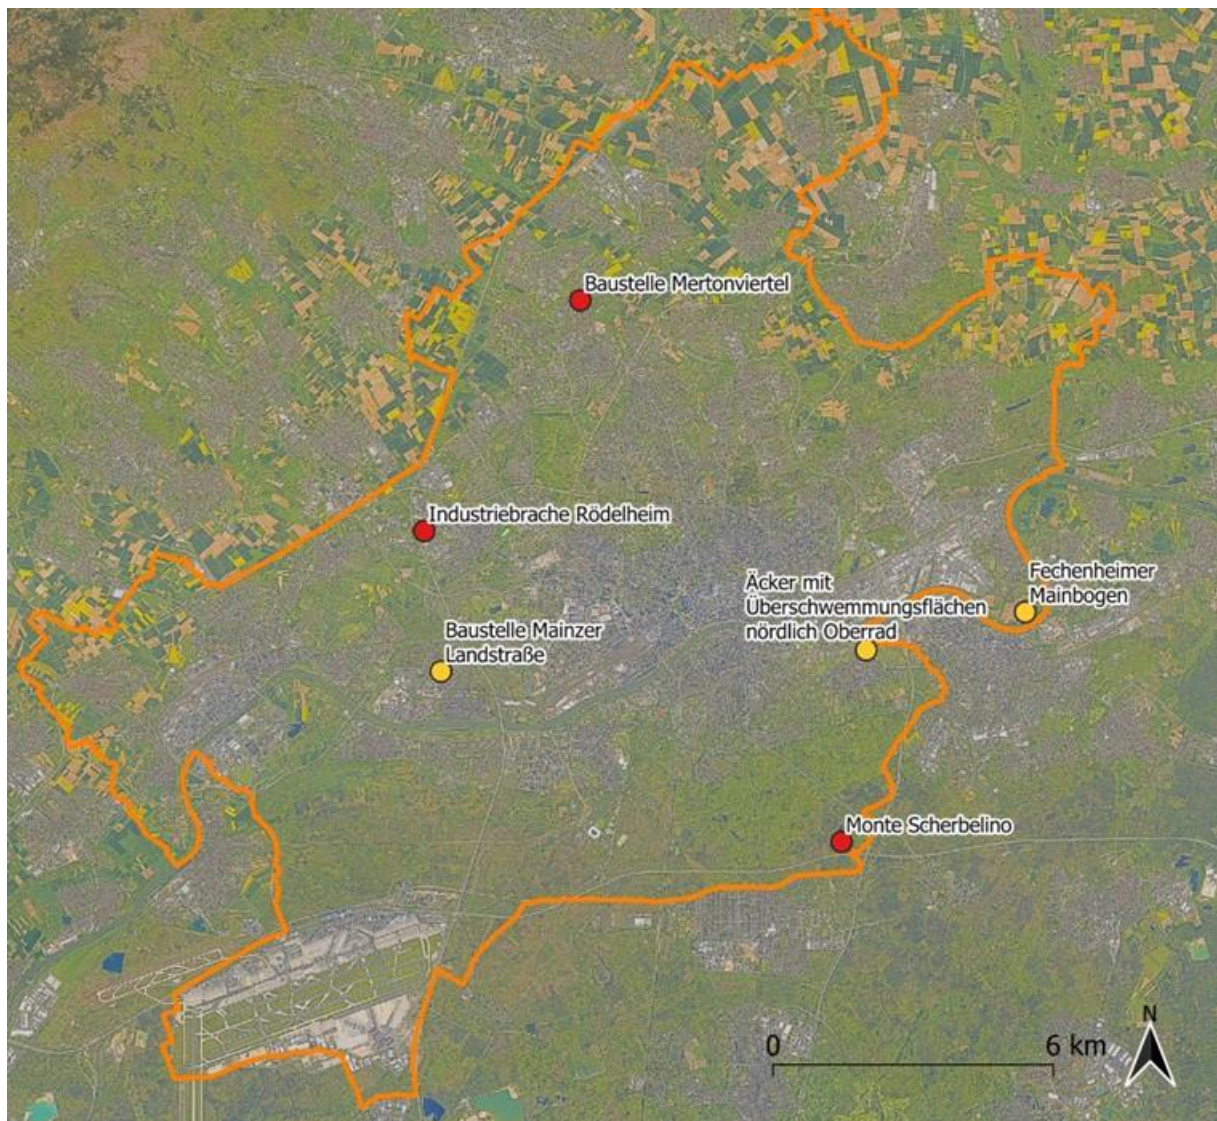 Baustelle Mertonviertel
Industriebrache Rödelheim
Äcker mit
Überschwemmungsflächen
nördlich Oberrad
Fechenheimer
Mainbogen
Baustelle Mainzer
Landstraße
Monte Scherbelino
0
6 km
N